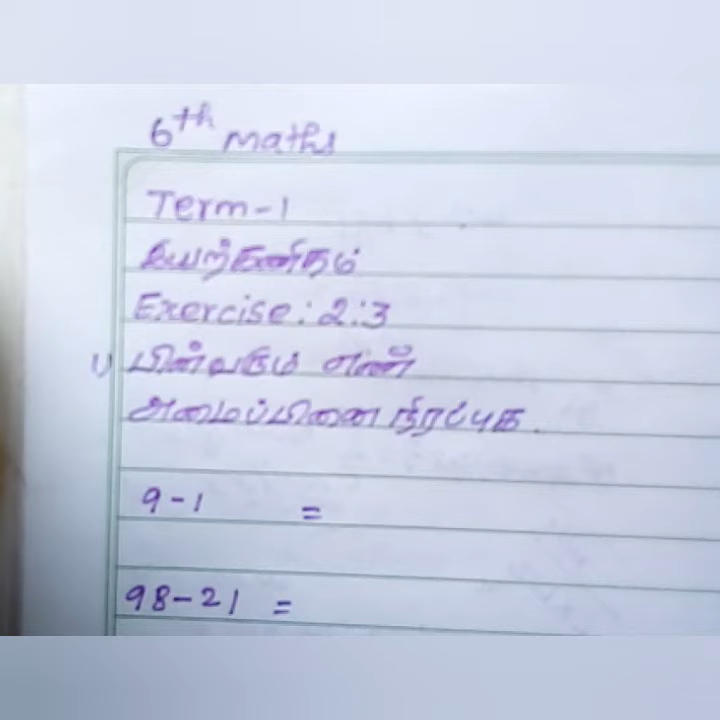 6th maths
Term-1
இயற்கணிதம்
Exercise: 2:3
1) பின்வரும் எண்
அமைப்பினை நிரப்புக.
9-1 =
98-21 =